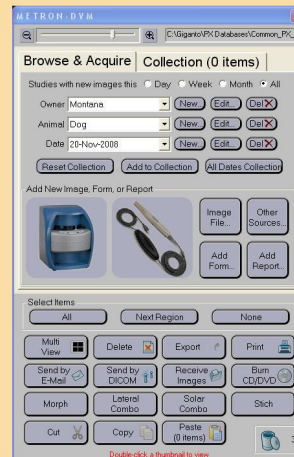 METRON-DVM
C:\Giganto\PX Databases\Common_PX_
Browse & Acquire Collection (0 items)
Studies with new images this Day Week Month All
Owner Montana New.. Edit.. Del X
Animal Dog New.. Edit.. Del X
Date 20-Nov-2008 New.. Edit.. Del X
Reset Collection Add to Collection All Dates Collection
Add New Image, Form, or Report
Image File... Other Sources...
Add Form... Add Report...
Select Items
All Next Region None
Multi View Delete Export Print
Send by E-Mail Send by DICOM Receive Images Burn CD/DVD
Morph Lateral Combo Solar Combo Stich
Cut Copy Paste (0 items)
Double-click a thumbnail to view